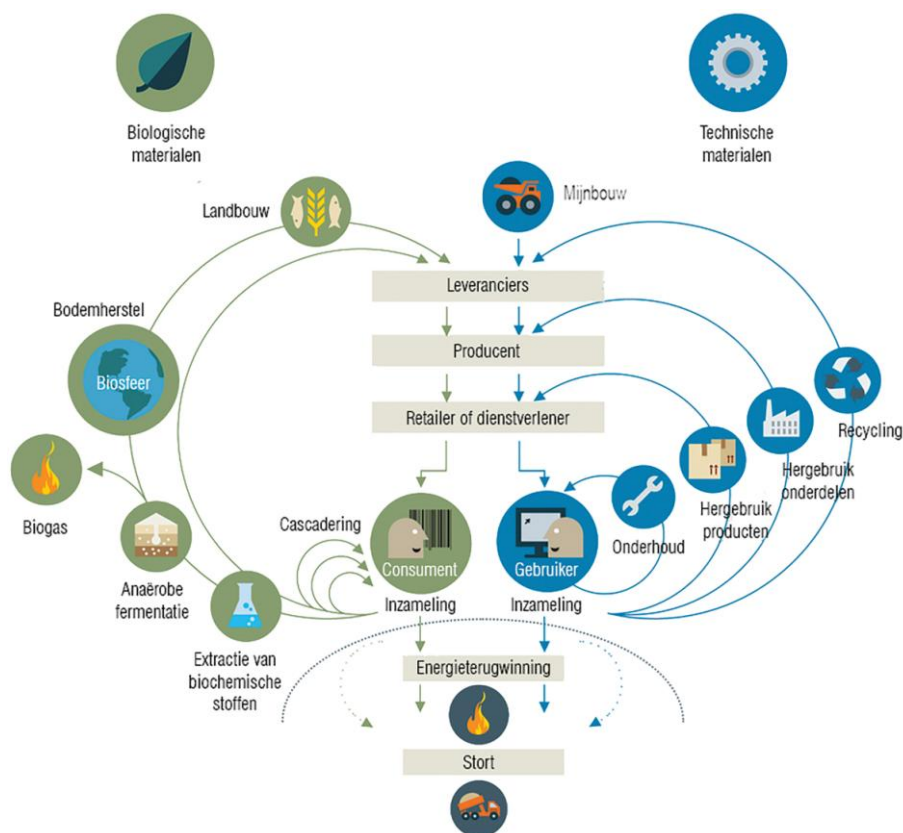 Biologische
materialen
Technische
materialen
Landbouw
Mijnbouw
Leveranciers
Bodemherstel
Biosfeer
Producent
Retailer of dienstverlener
Recycling
Hergebruik
onderdelen
Hergebruik
producten
Onderhoud
Biogas
Cascadering
Consument
Gebruiker
Anaërobe
fermentatie
Inzameling
Inzameling
Extractie van
biochemische
stoffen
Energieterugwinning
Stort